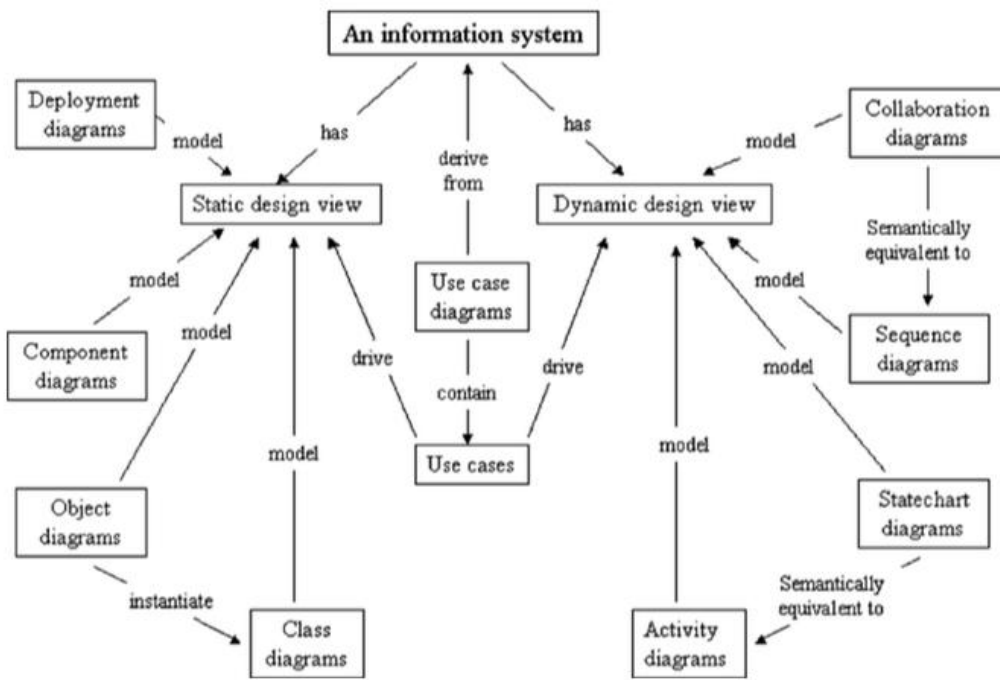 An information system
Deployment
diagrams
Collaboration
diagrams
has
has
model
model
derive
from
Static design view
Dynamic design view
Semantically
equivalent to
Use case
diagrams
model
model
model
Component
diagrams
Sequence
diagrams
drive
drive
model
contain
model
model
Use cases
Object
diagrams
Statechart
diagrams
instantiate
Semantically
equivalent to
Class
diagrams
Activity
diagrams